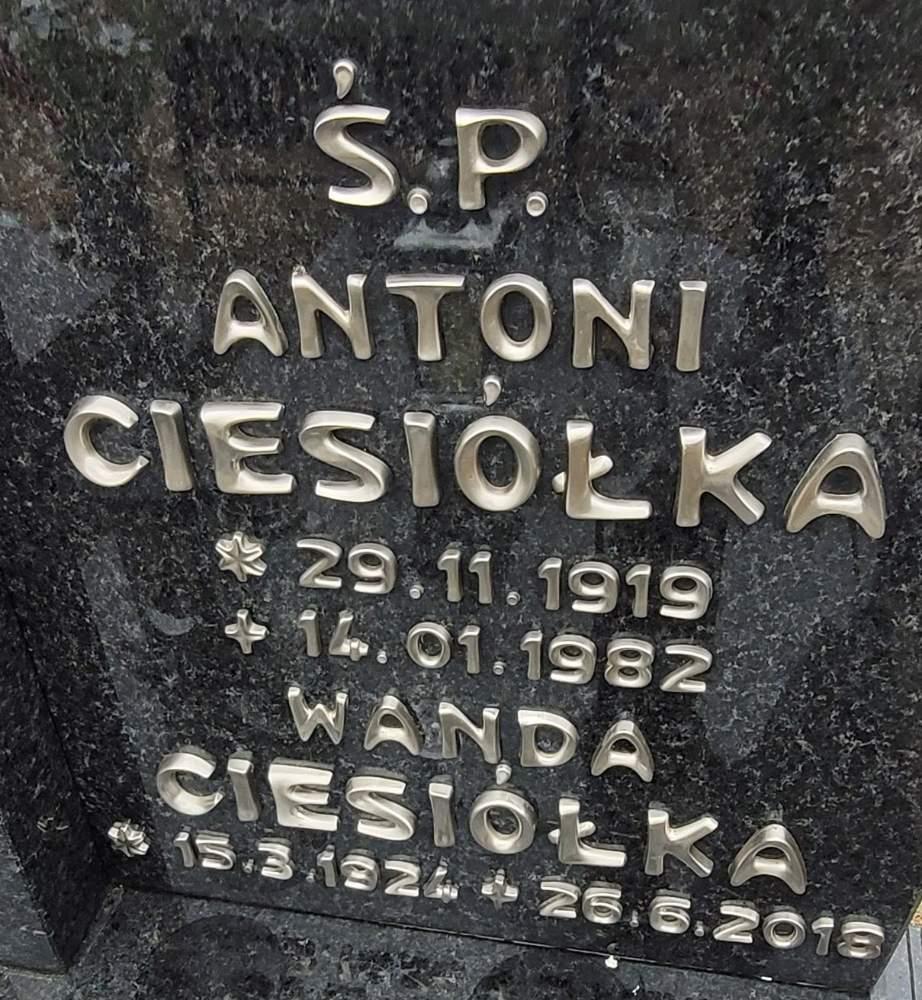 Ś.P.
ANTONI
CIESIÓŁKA
* 29.11.1919
+ 14.01.1982
WANDA
CIESIÓŁKA
* 15.3.1924 + 26.6.2018